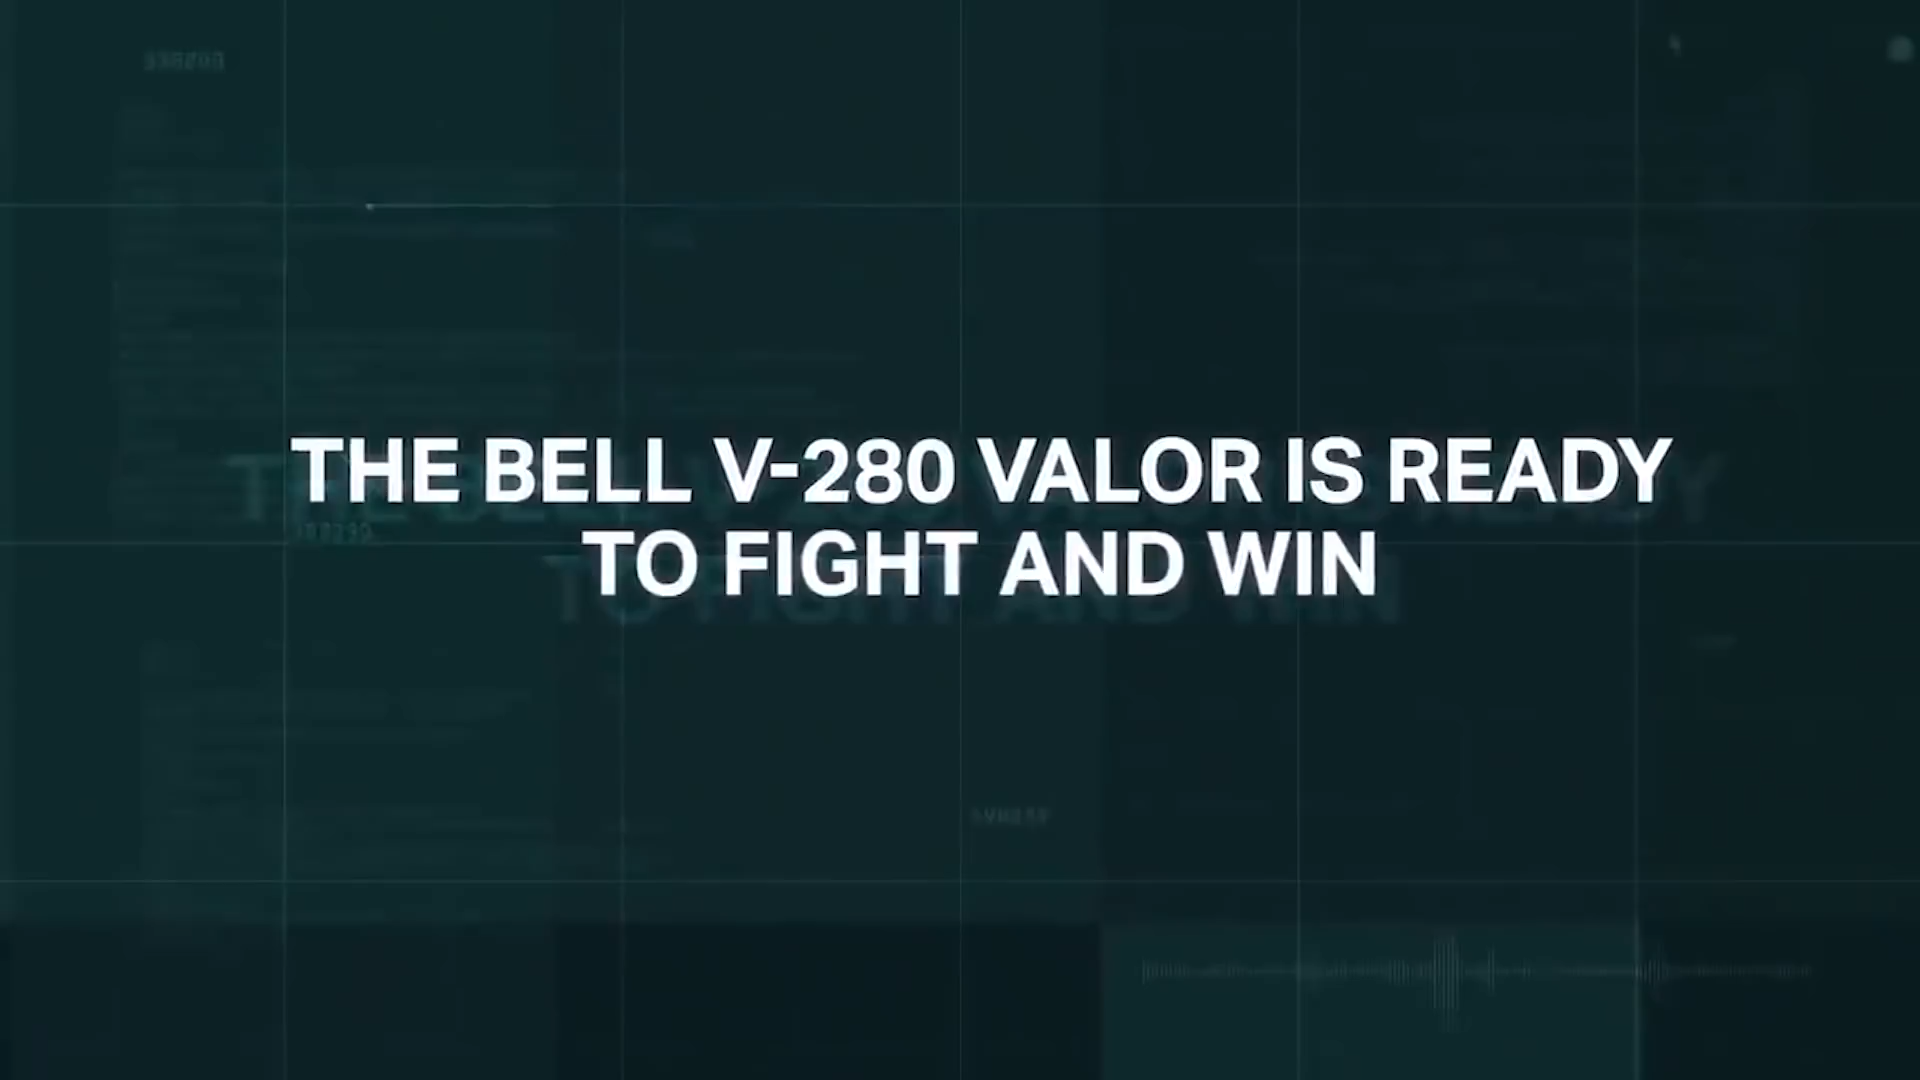 THE BELL V-280 VALOR IS READY
TO FIGHT AND WIN